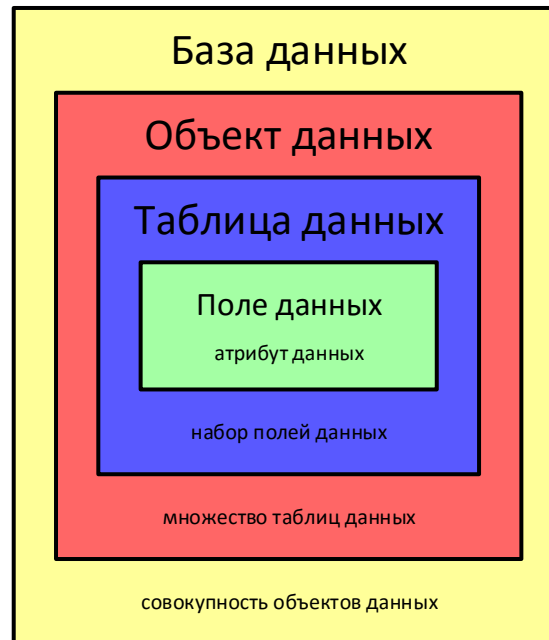 База данных
Объект данных
Таблица данных
Поле данных
атрибут данных
набор полей данных
множество таблиц данных
совокупность объектов данных